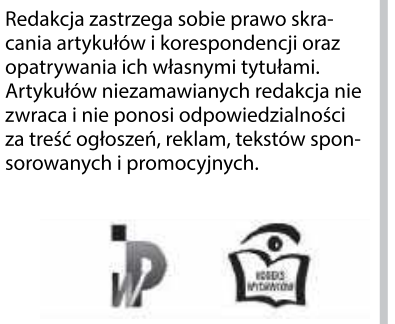 Redakcja zastrzega sobie prawo skra-
cania artykułów i korespondencji oraz
opatrywania ich własnymi tytułami.
Artykułów niezamawianych redakcja nie
zwraca i nie ponosi odpowiedzialności
za treść ogłoszeń, reklam, tekstów spon-
sorowanych i promocyjnych.
WP
KODEKS
WYDAWCÓW